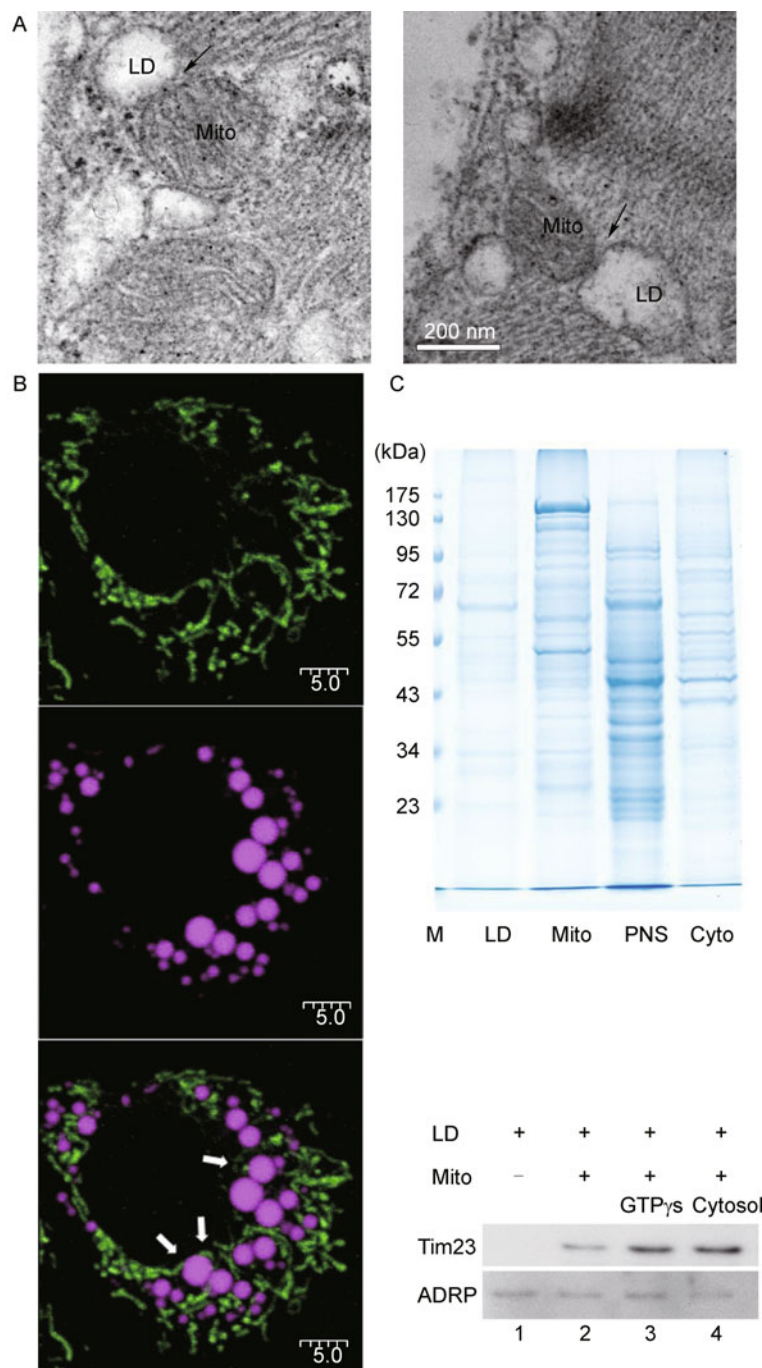 A
LD
Mito
Mito
LD
200 nm
B
5.0
5.0
5.0
C
(kDa)
175
130
95
72
55
43
34
23
M LD Mito PNS Cyto
LD + + + +
Mito − + + +
GTPγs Cytosol
Tim23
ADRP
1 2 3 4